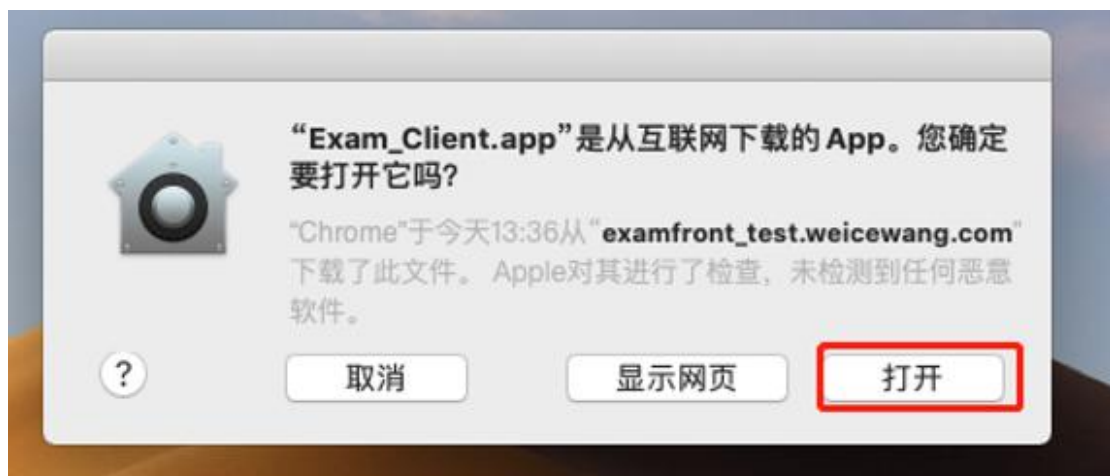 “Exam_Client.app”是从互联网下载的 App。您确定
要打开它吗?
“Chrome”于今天13:36从“examfront_test.weicewang.com”
下载了此文件。 Apple对其进行了检查，未检测到任何恶意
软件。
?
取消
显示网页
打开